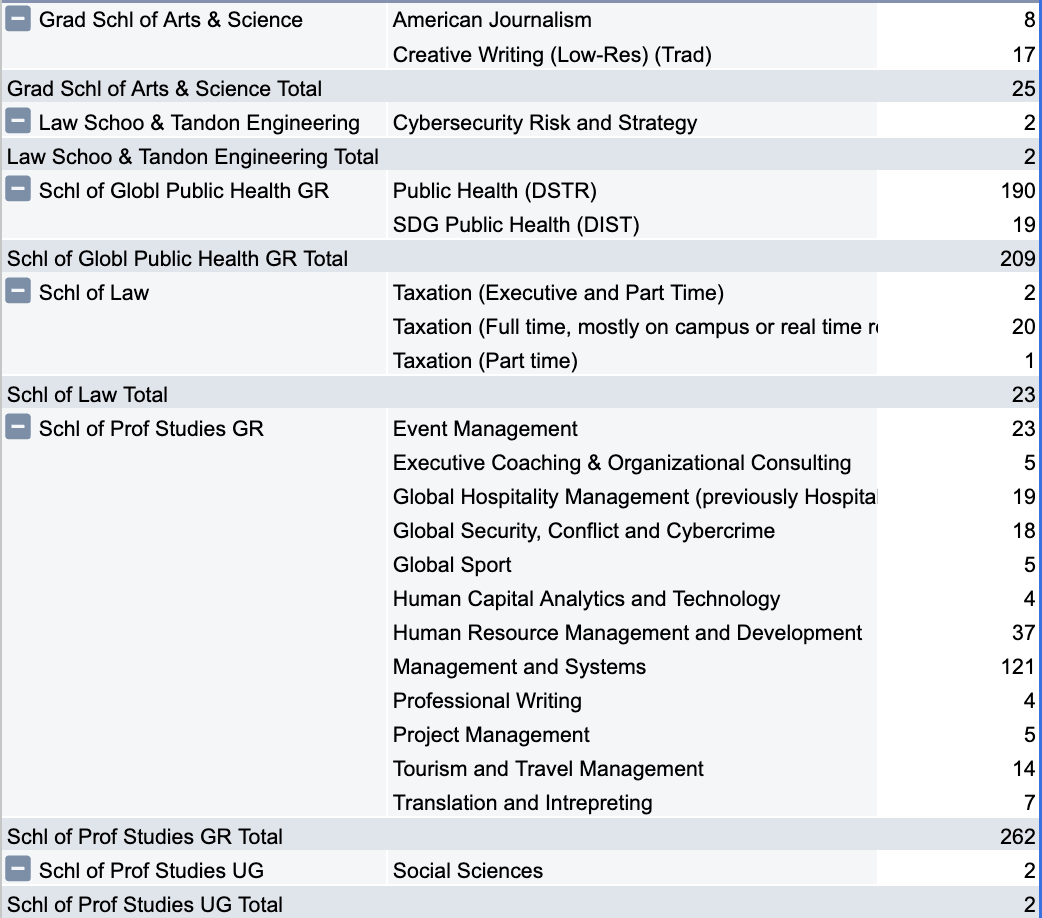 Grad Schl of Arts & Science American Journalism 8
Creative Writing (Low-Res) (Trad) 17
Grad Schl of Arts & Science Total 25
Law Schoo & Tandon Engineering Cybersecurity Risk and Strategy 2
Law Schoo & Tandon Engineering Total 2
Schl of Globl Public Health GR Public Health (DSTR) 190
SDG Public Health (DIST) 19
Schl of Globl Public Health GR Total 209
Schl of Law Taxation (Executive and Part Time) 2
Taxation (Full time, mostly on campus or real time 20
Taxation (Part time) 1
Schl of Law Total 23
Schl of Prof Studies GR Event Management 23
Executive Coaching & Organizational Consulting 5
Global Hospitality Management (previously Hospital 19
Global Security, Conflict and Cybercrime 18
Global Sport 5
Human Capital Analytics and Technology 4
Human Resource Management and Development 37
Management and Systems 121
Professional Writing 4
Project Management 5
Tourism and Travel Management 14
Translation and Intrepreting 7
Schl of Prof Studies GR Total 262
Schl of Prof Studies UG Social Sciences 2
Schl of Prof Studies UG Total 2